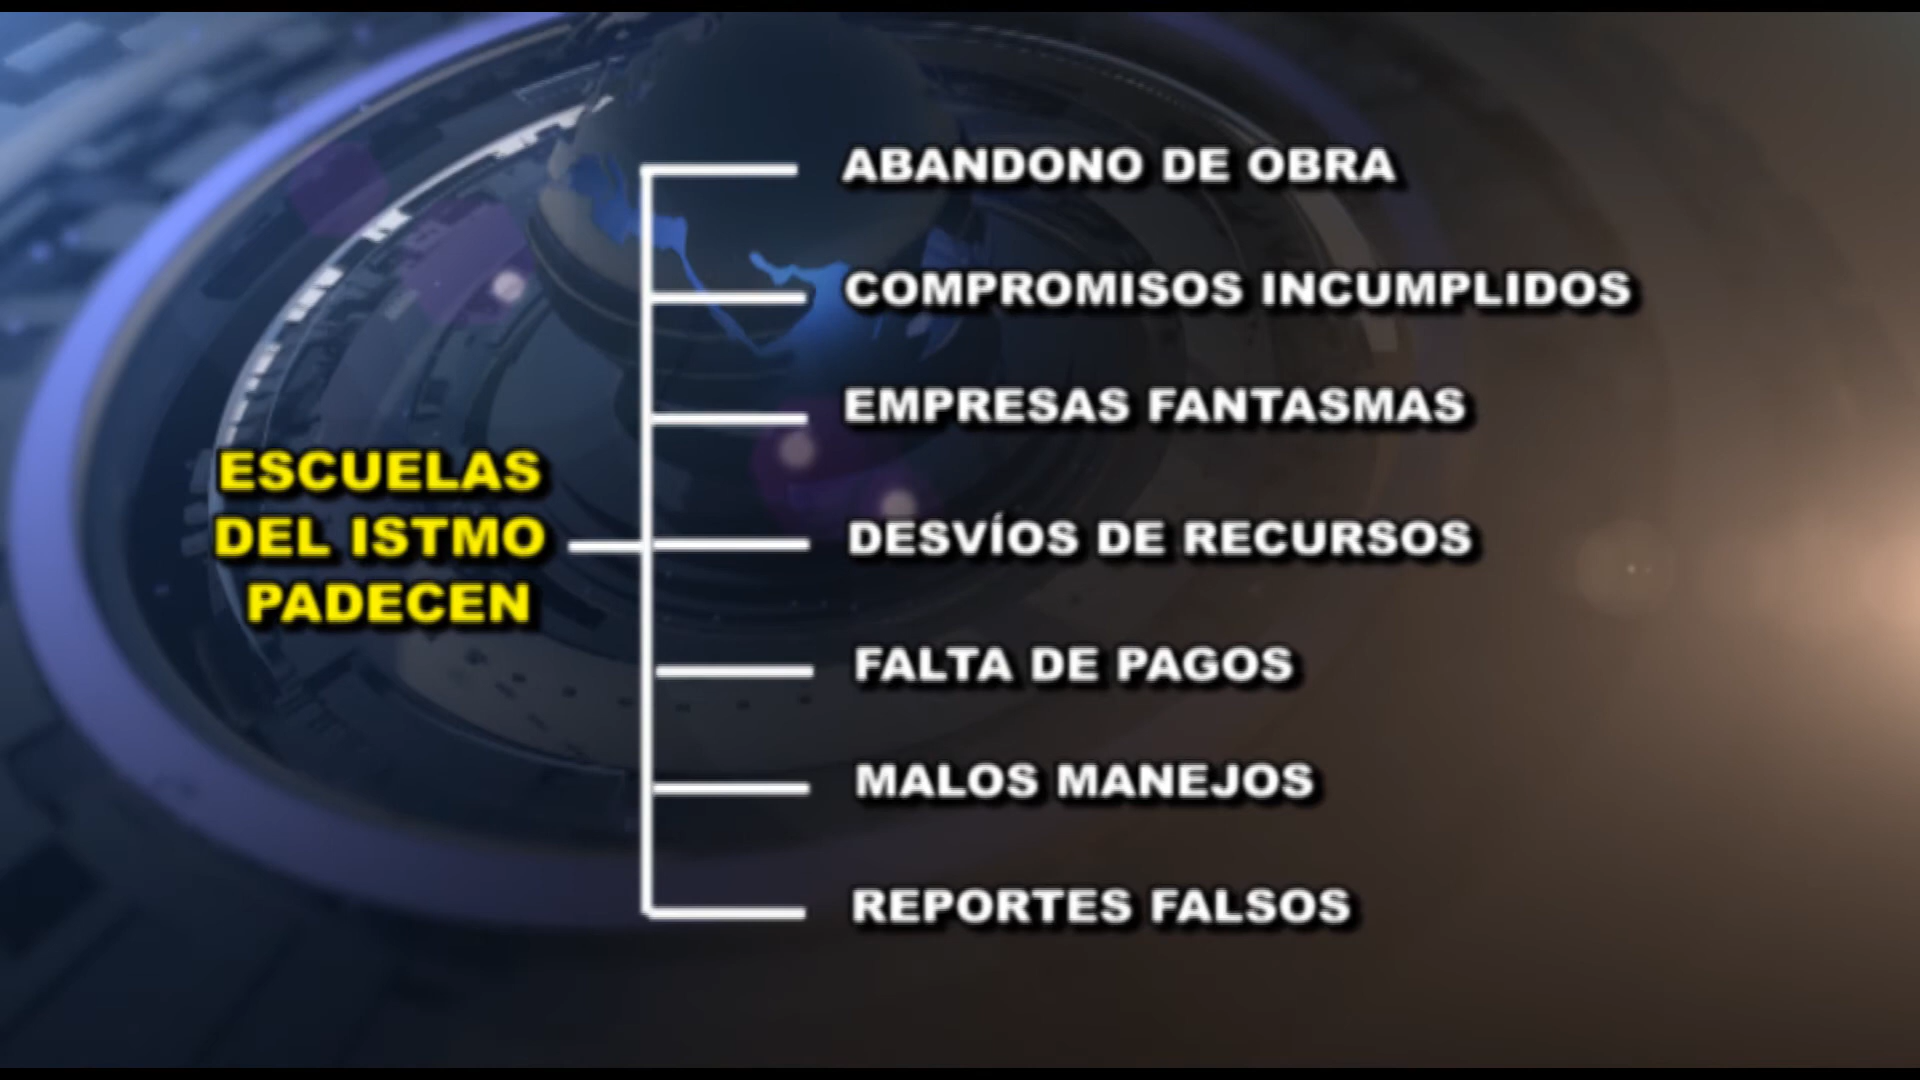 ESCUELAS
DEL ISTMO
PADECEN
ABANDONO DE OBRA
COMPROMISOS INCUMPLIDOS
EMPRESAS FANTASMAS
DESVÍOS DE RECURSOS
FALTA DE PAGOS
MALOS MANEJOS
REPORTES FALSOS